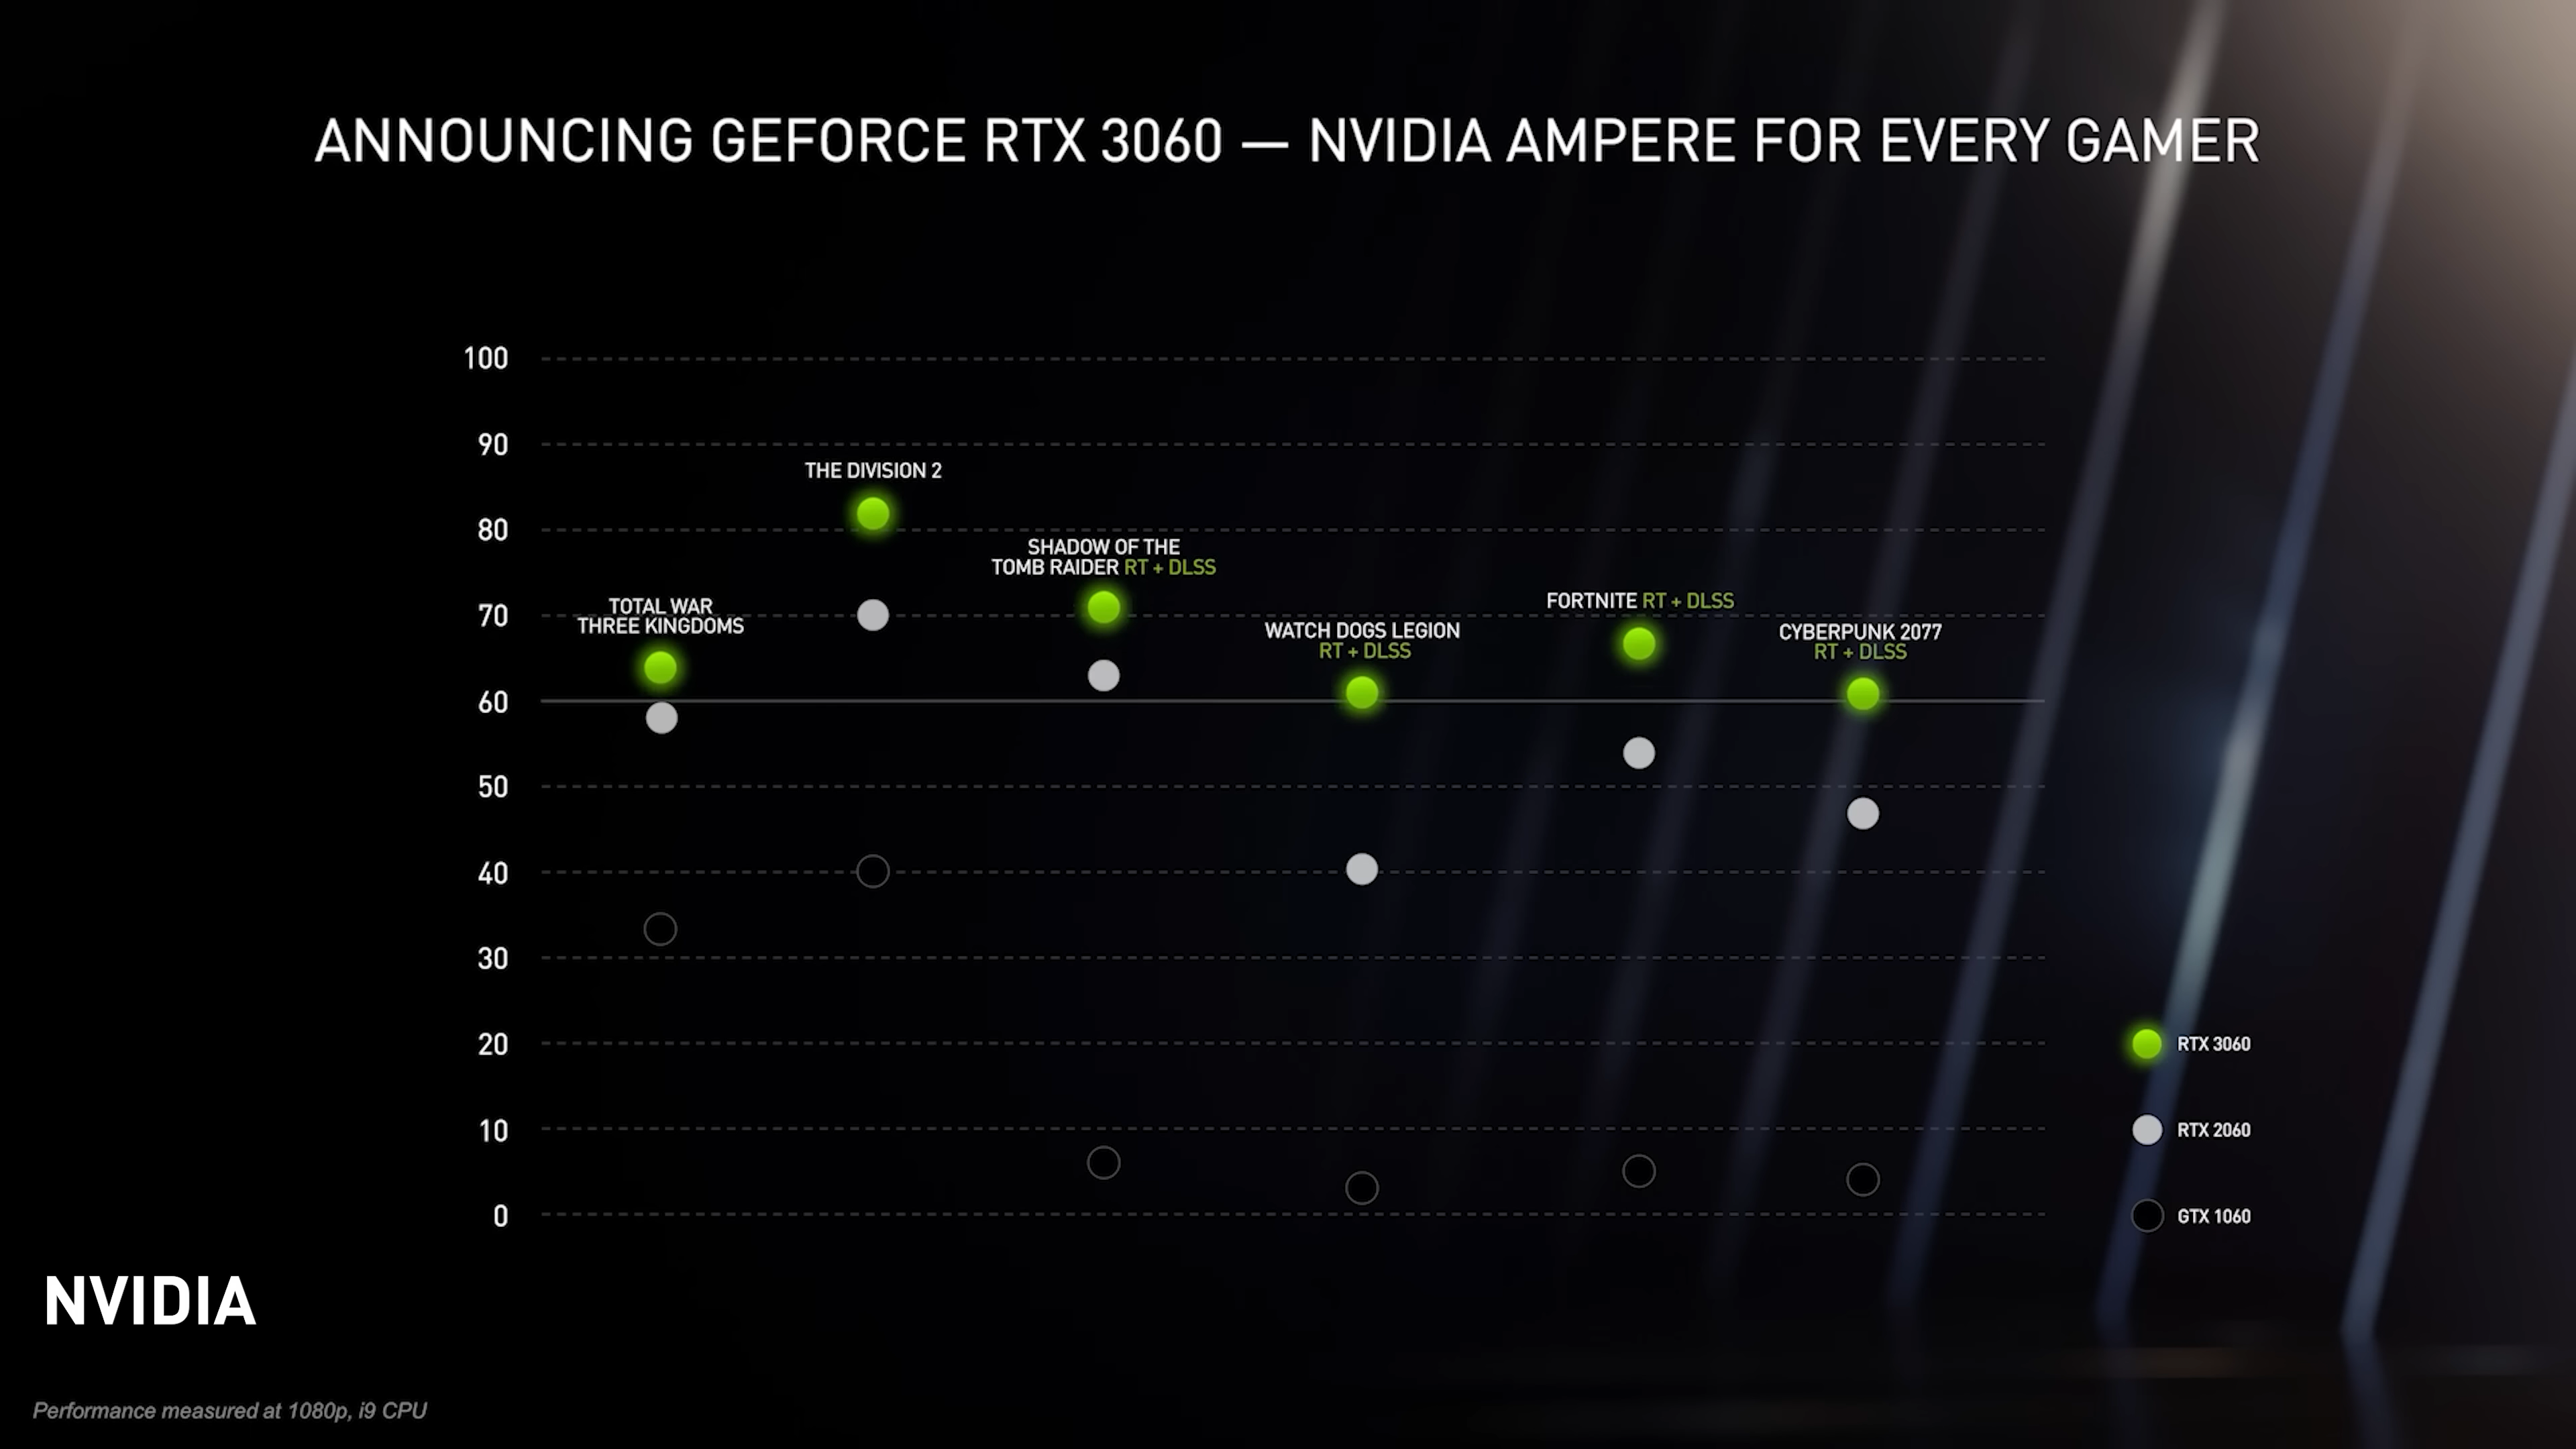 ANNOUNCING GEFORCE RTX 3060 — NVIDIA AMPERE FOR EVERY GAMER
100
90
80
70
60
50
40
30
20
10
0
TOTAL WAR
THREE KINGDOMS
THE DIVISION 2
SHADOW OF THE
TOMB RAIDER RT + DLSS
WATCH DOGS LEGION
RT + DLSS
FORTNITE RT + DLSS
CYBERPUNK 2077
RT + DLSS
RTX 3060
RTX 2060
GTX 1060
NVIDIA
Performance measured at 1080p, i9 CPU